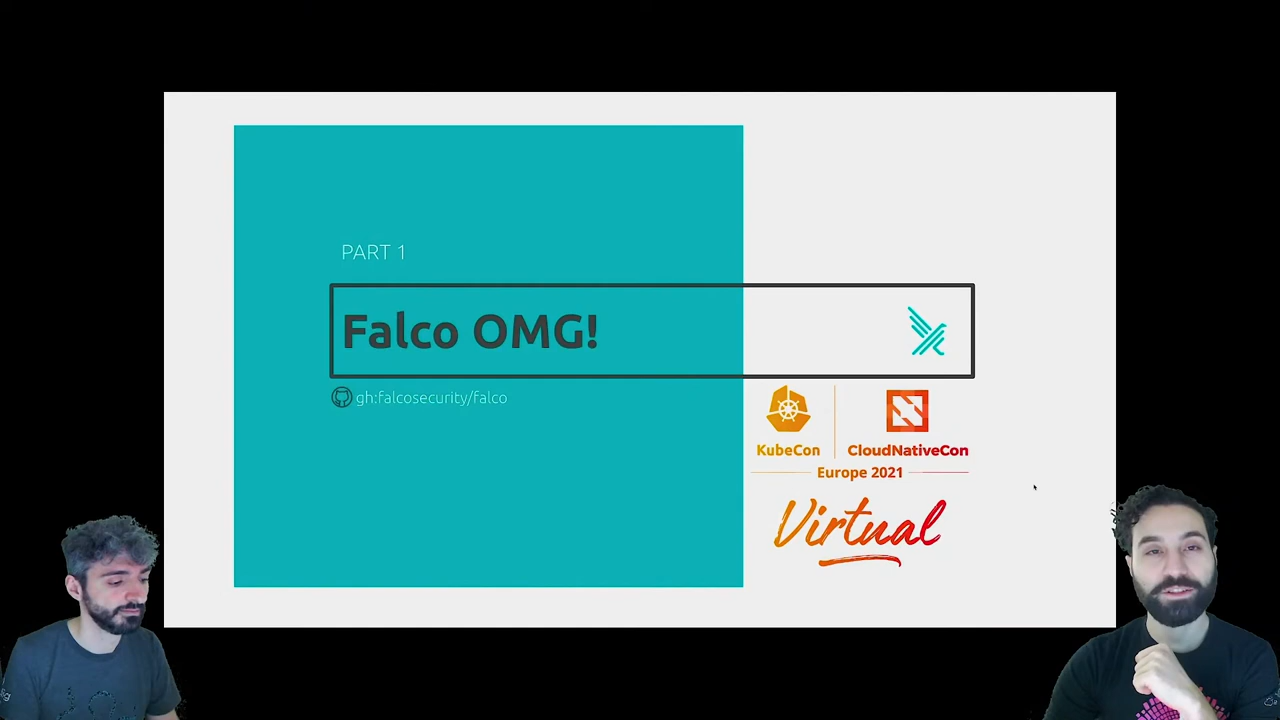 PART 1
Falco OMG!
gh:falcosecurity/falco
KubeCon
CloudNativeCon
Europe 2021
Virtual